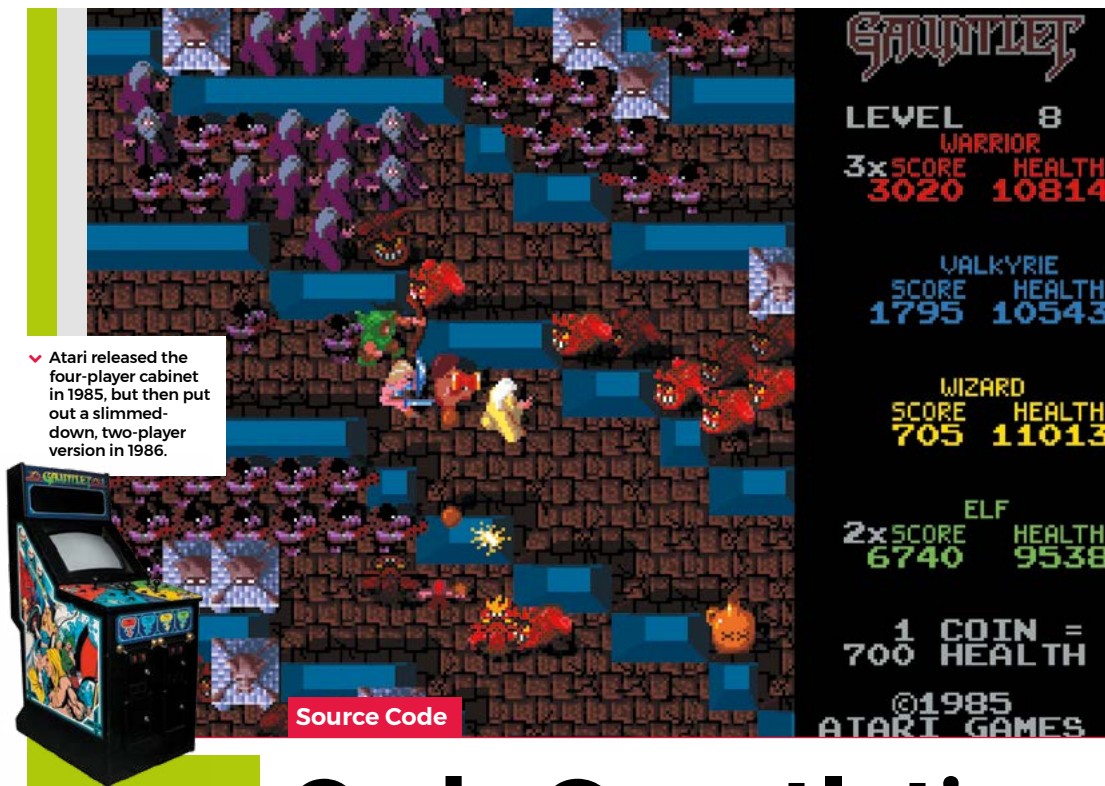 GAUNTLET
LEVEL 8
WARRIOR
3x SCORE HEALTH
3020 10814
VALKYRIE
SCORE HEALTH
1795 10543
WIZARD
SCORE HEALTH
705 11013
ELF
2x SCORE HEALTH
6740 9538
1 COIN =
700 HEALTH
©1985
ATARI GAMES
Atari released the
four-player cabinet
in 1985, but then put
out a slimmed-
down, two-player
version in 1986.
GAUNTLET
Source Code